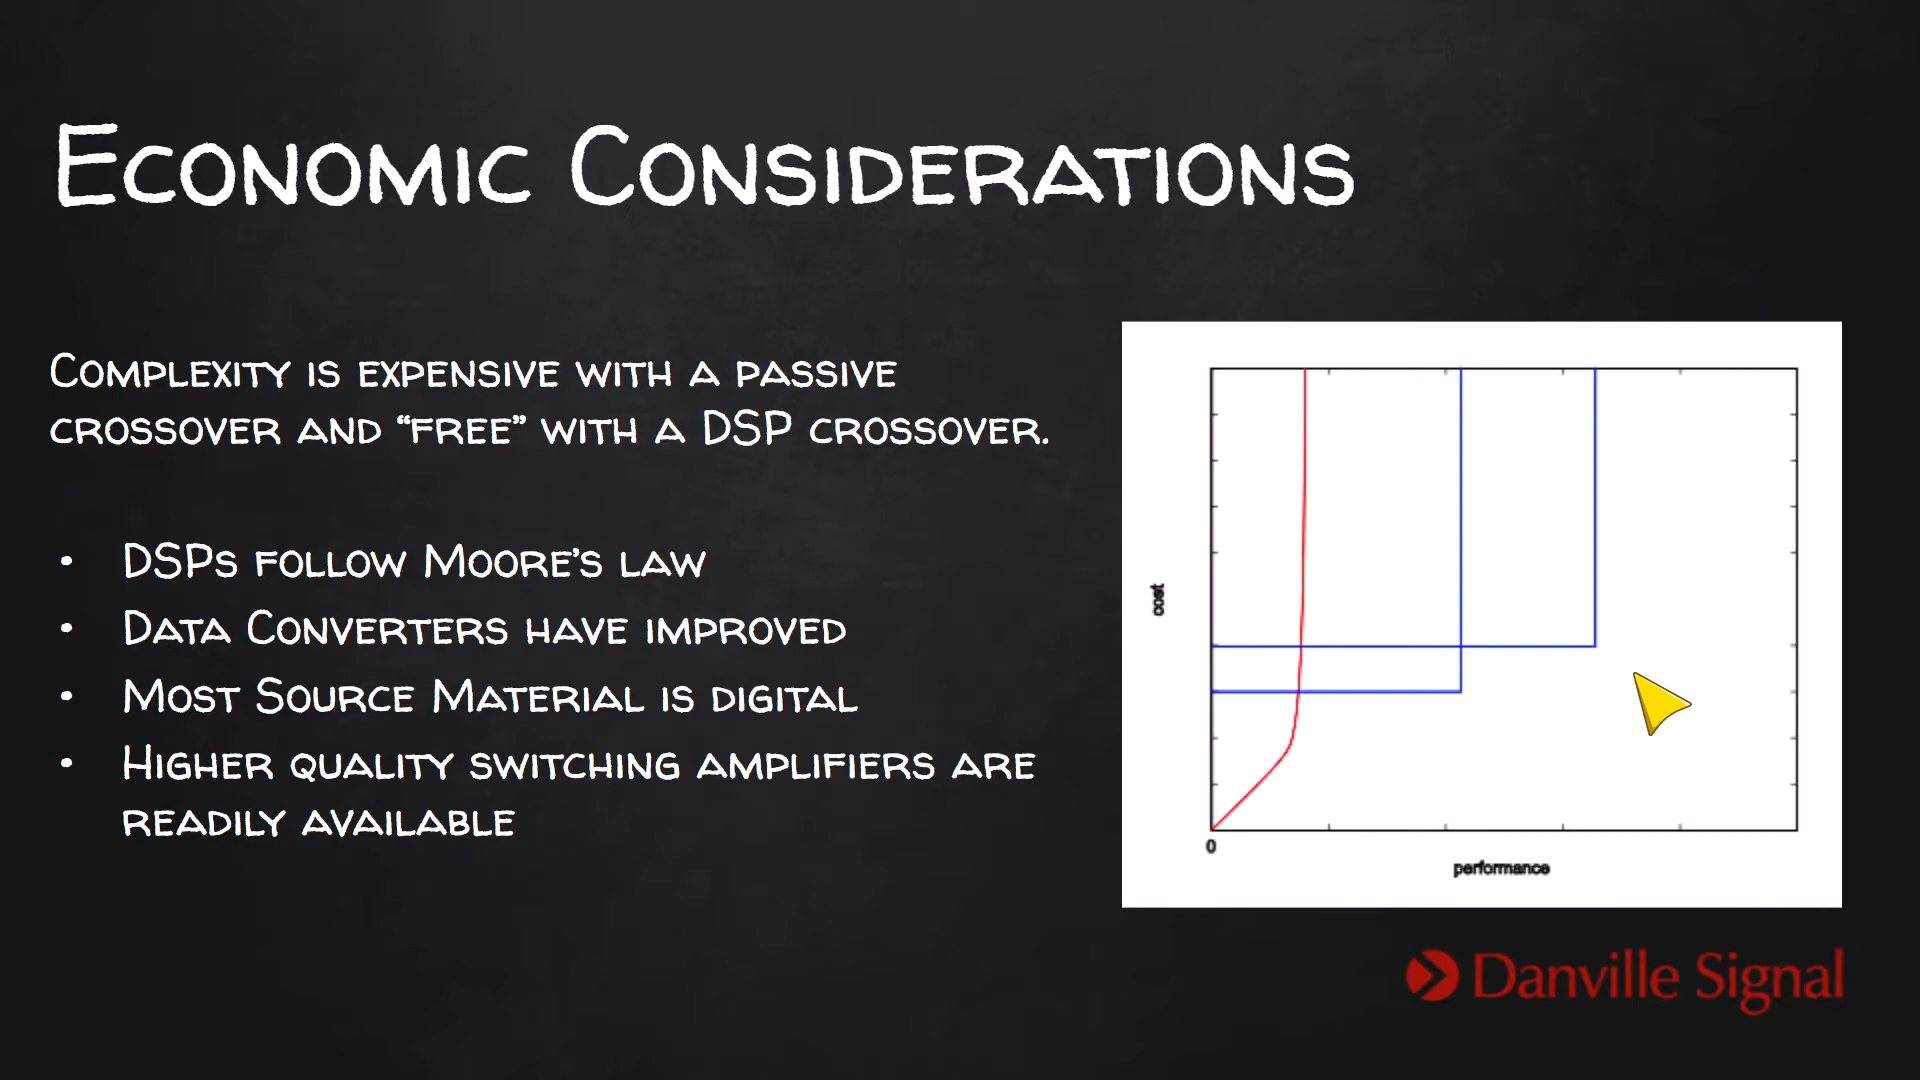 Economic Considerations
Complexity is expensive with a passive
crossover and “free” with a DSP crossover.
• DSPs follow Moore’s law
• Data Converters have improved
• Most Source Material is digital
• Higher quality switching amplifiers are
readily available
cost
0
performance
Danville Signal